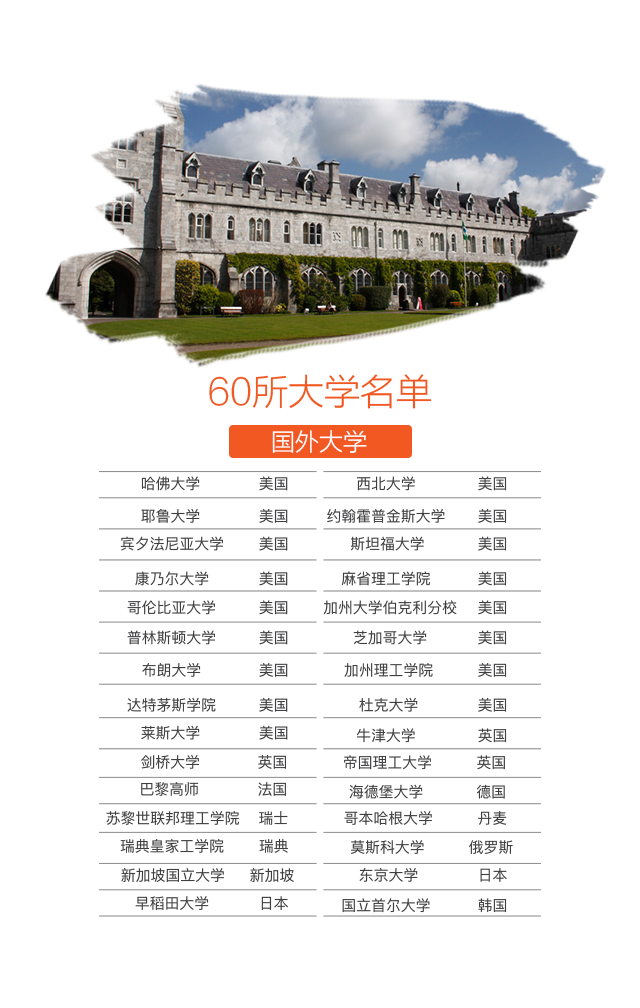 60所大学名单
国外大学
哈佛大学 美国 西北大学 美国
耶鲁大学 美国 约翰霍普金斯大学 美国
宾夕法尼亚大学 美国 斯坦福大学 美国
康乃尔大学 美国 麻省理工学院 美国
哥伦比亚大学 美国 加州大学伯克利分校 美国
普林斯顿大学 美国 芝加哥大学 美国
布朗大学 美国 加州理工学院 美国
达特茅斯学院 美国 杜克大学 美国
莱斯大学 美国 牛津大学 英国
剑桥大学 英国 帝国理工大学 英国
巴黎高师 法国 海德堡大学 德国
苏黎世联邦理工学院 瑞士 哥本哈根大学 丹麦
瑞典皇家工学院 瑞典 莫斯科大学 俄罗斯
新加坡国立大学 新加坡 东京大学 日本
早稻田大学 日本 国立首尔大学 韩国